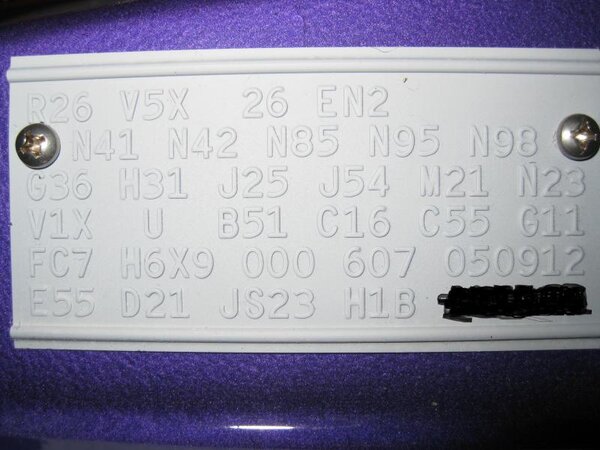 R26 V5X 26 EN2
N41 N42 N85 N95 N98
G36 H31 J25 J54 M21 N23
V1X U B51 C16 C55 G11
FC7 H6X9 000 607 050912
E55 D21 JS23 H1B